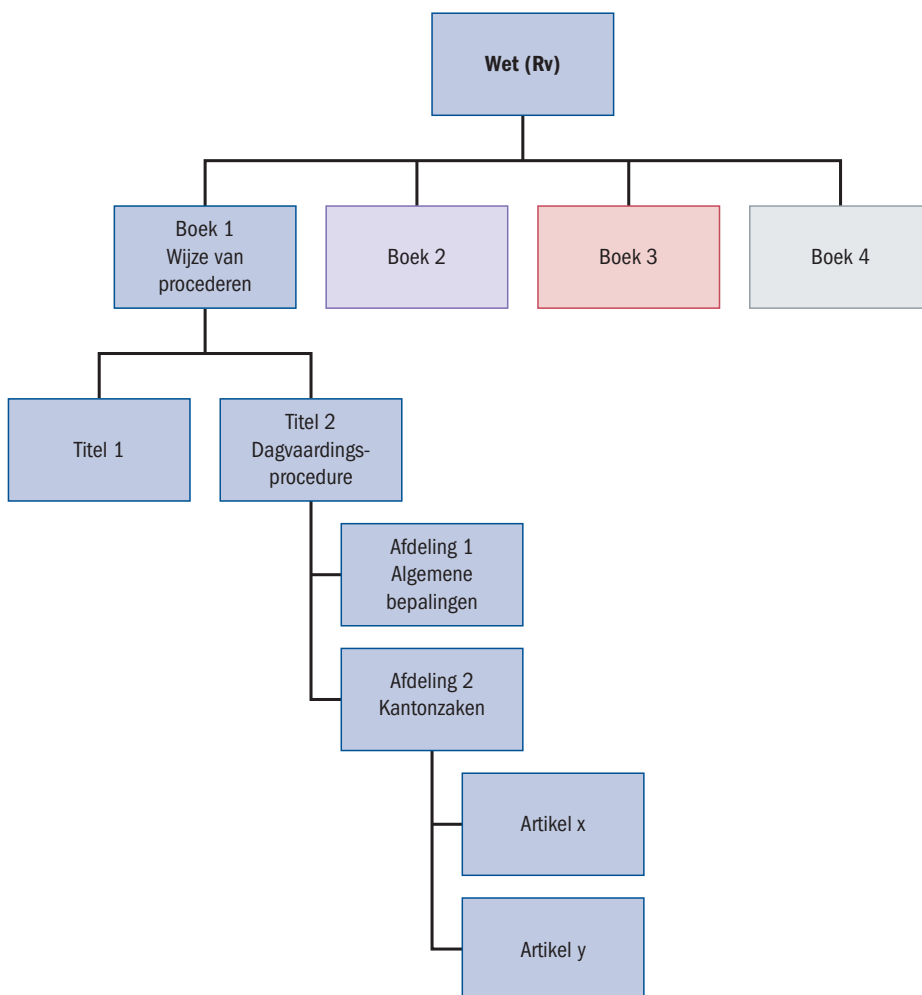 Wet (Rv)
Boek 1
Wijze van
procederen
Boek 2
Boek 3
Boek 4
Titel 1
Titel 2
Dagvaardings-
procedure
Afdeling 1
Algemene
bepalingen
Afdeling 2
Kantonzaken
Artikel x
Artikel y